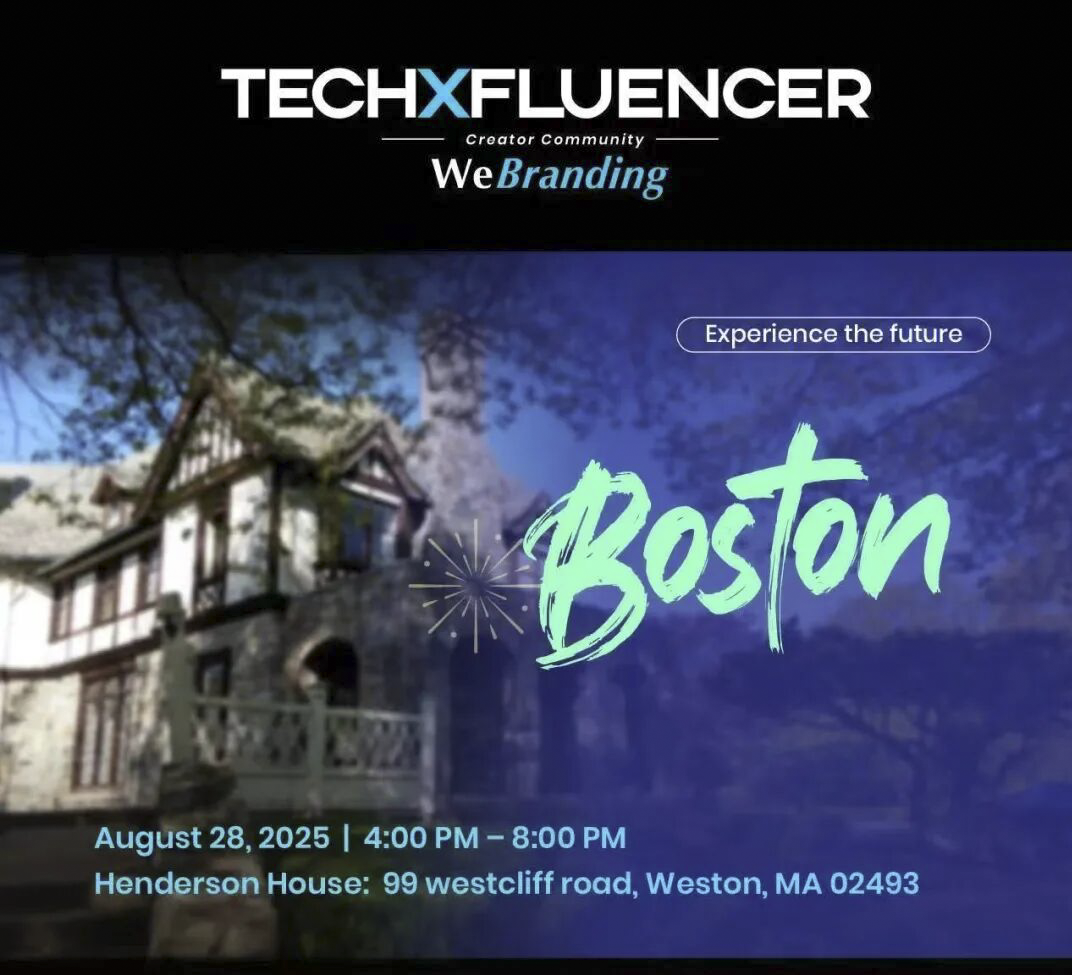 TECHXFLUENCER
Creator Community
WeBranding
Experience the future
Boston
August 28, 2025 | 4:00 PM – 8:00 PM
Henderson House: 99 westcliff road, Weston, MA 02493